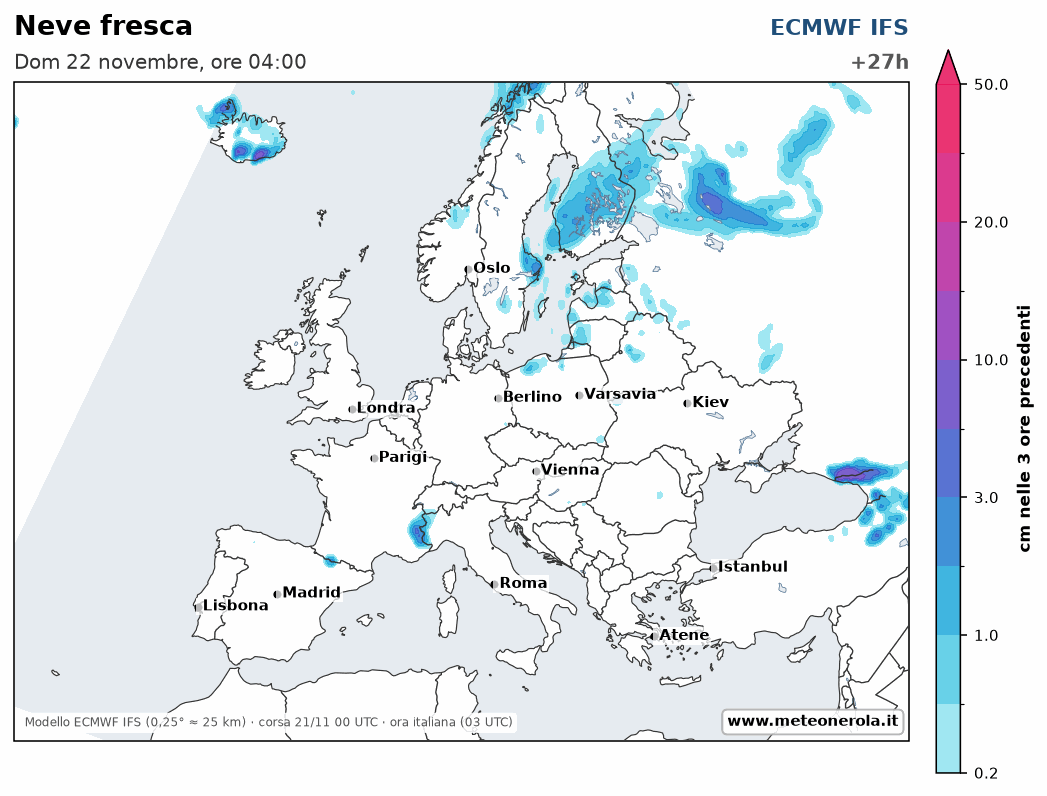 Neve fresca
ECMWF IFS
Dom 22 novembre, ore 04:00
+27h
50.0
20.0
10.0
3.0
1.0
0.2
cm nelle 3 ore precedenti
Oslo
Berlino
Varsavia
Kiev
Londra
Parigi
Vienna
Istanbul
Roma
Madrid
Lisbona
Atene
Modello ECMWF IFS (0,25° ≈ 25 km) · corsa 21/11 00 UTC · ora italiana (03 UTC)
www.meteonerola.it